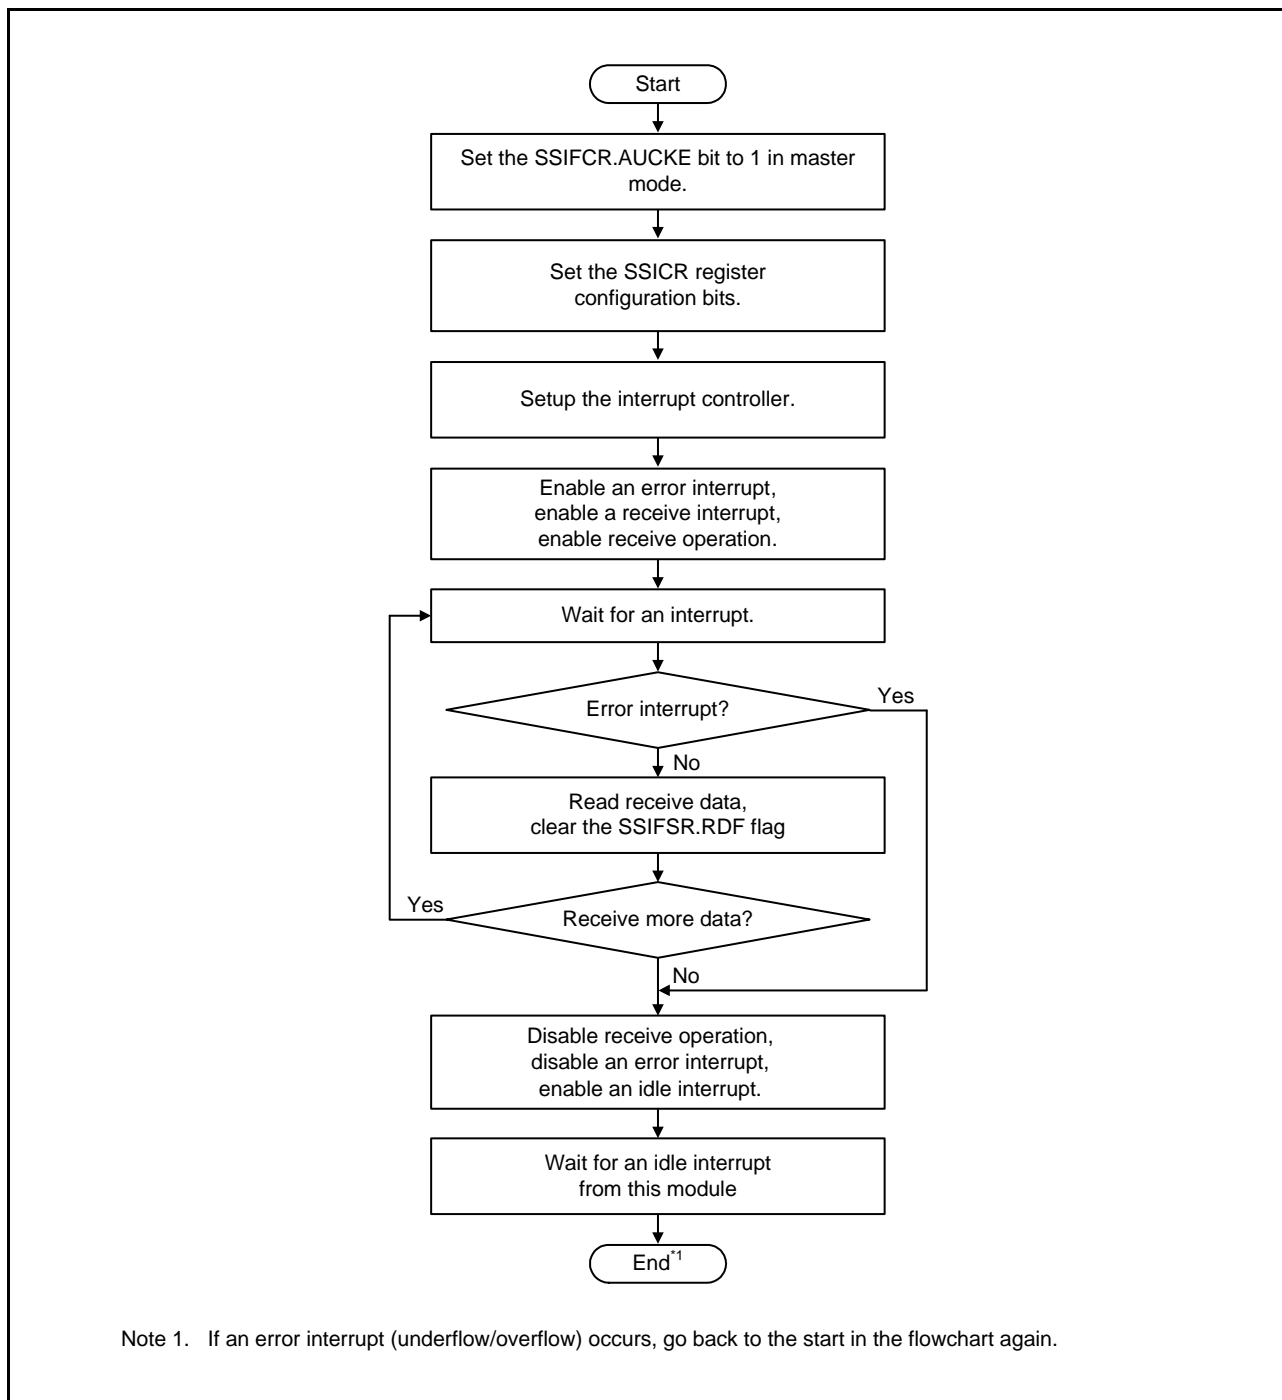 Start
Set the SSIFCR.AUCKE bit to 1 in master
mode.
Set the SSICR register
configuration bits.
Setup the interrupt controller.
Enable an error interrupt,
enable a receive interrupt,
enable receive operation.
Wait for an interrupt.
Error interrupt?
Yes
No
Read receive data,
clear the SSIFSR.RDF flag
Yes
Receive more data?
No
Disable receive operation,
disable an error interrupt,
enable an idle interrupt.
Wait for an idle interrupt
from this module
End*1
Note 1. If an error interrupt (underflow/overflow) occurs, go back to the start in the flowchart again.